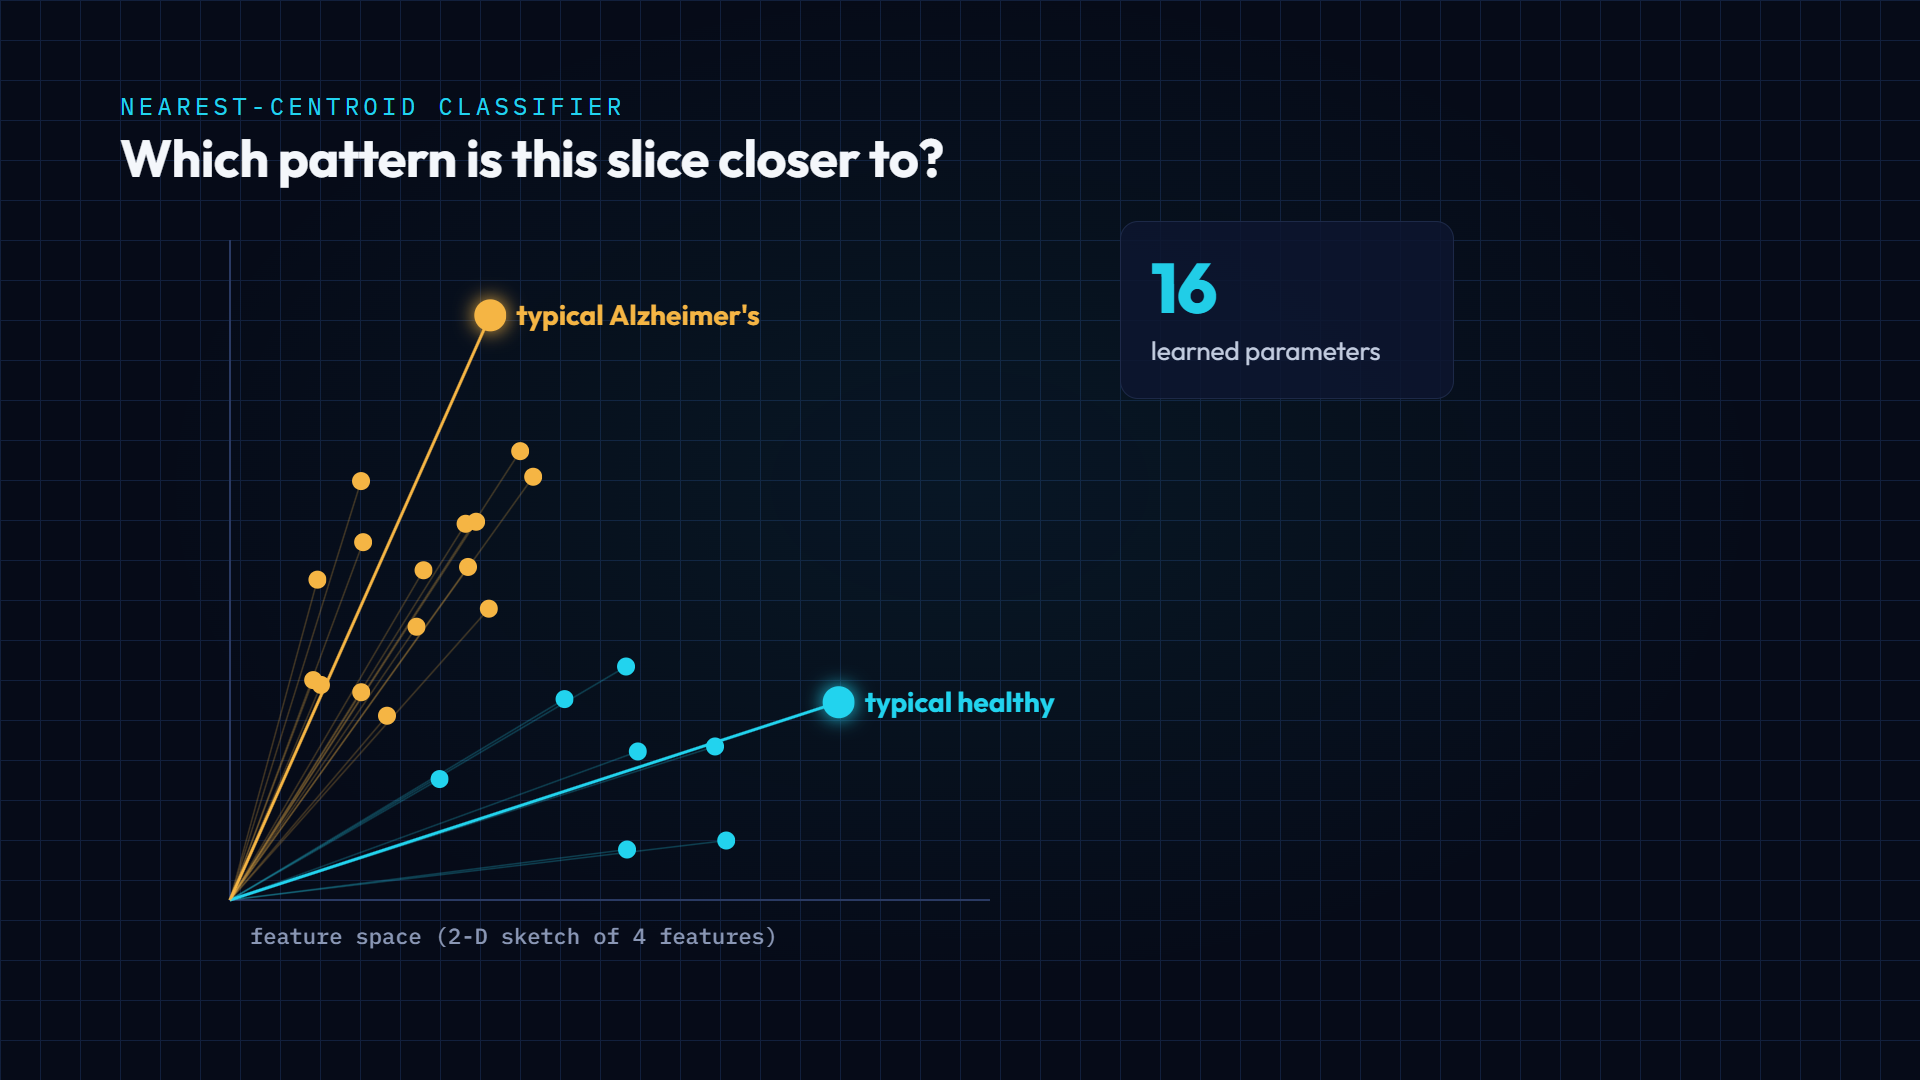 NEAREST-CENTROID CLASSIFIER
Which pattern is this slice closer to?
16
learned parameters
typical Alzheimer's
typical healthy
feature space (2-D sketch of 4 features)